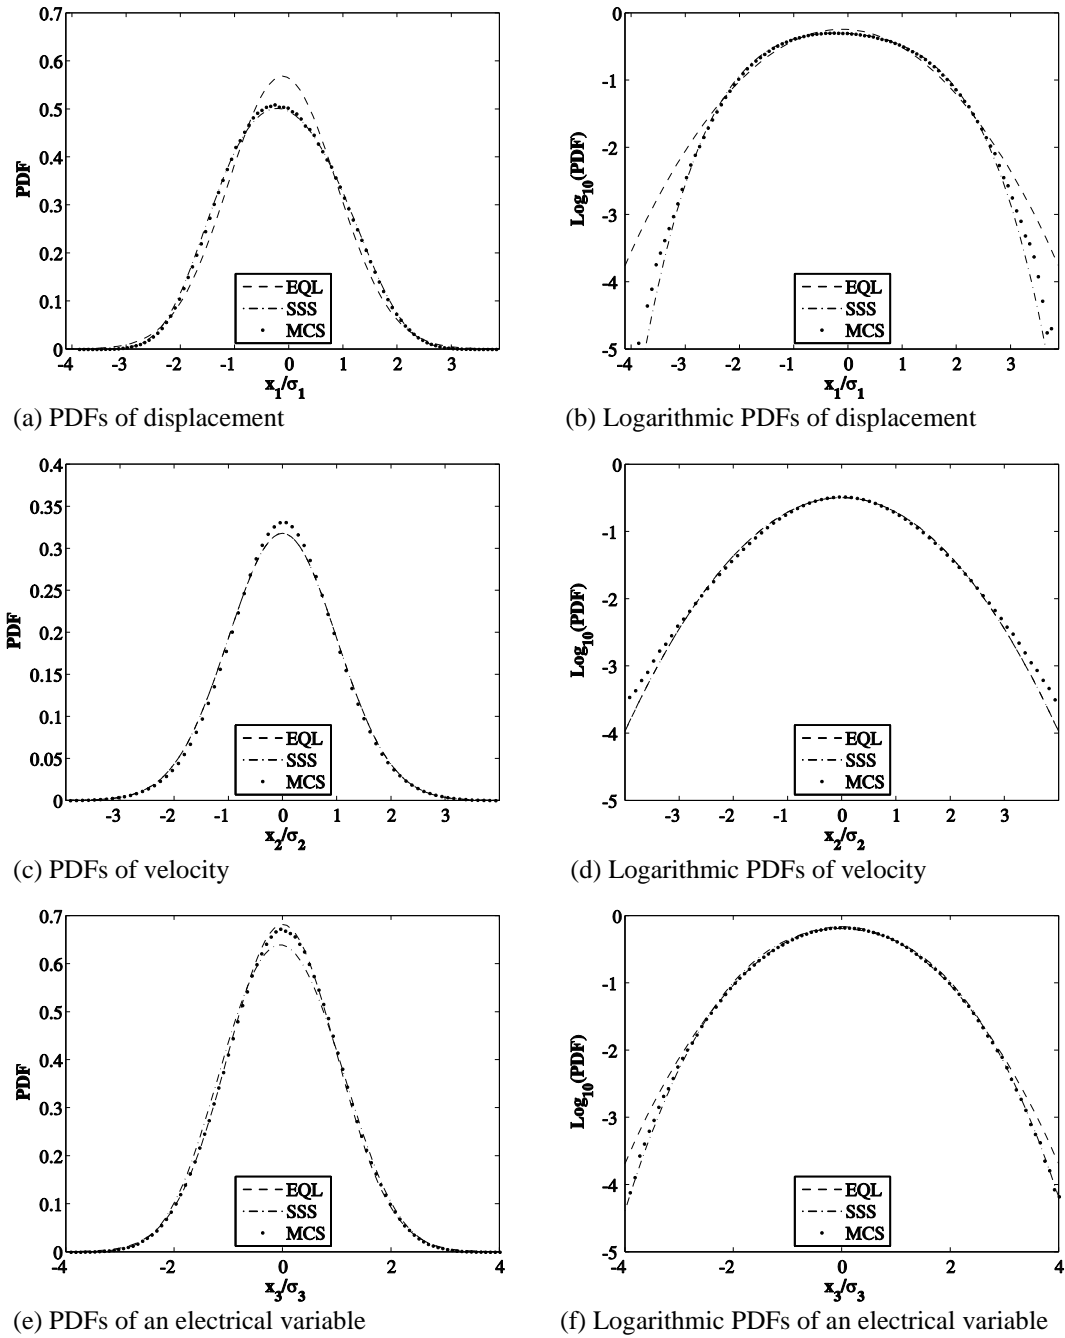 0.7
0.6
0.5
0.4
0.3
0.2
0.1
0
PDF
-4 -3 -2 -1 0 1 2 3
x1/σ1
EQL
SSS
MCS
(a) PDFs of displacement
0
-1
-2
-3
-4
-5
Log10(PDF)
-4 -3 -2 -1 0 1 2 3
x1/σ1
EQL
SSS
MCS
(b) Logarithmic PDFs of displacement
0.4
0.35
0.3
0.25
0.2
0.15
0.1
0.05
0
PDF
-3 -2 -1 0 1 2 3
x2/σ2
EQL
SSS
MCS
(c) PDFs of velocity
0
-1
-2
-3
-4
-5
Log10(PDF)
-3 -2 -1 0 1 2 3
x2/σ2
EQL
SSS
MCS
(d) Logarithmic PDFs of velocity
0.7
0.6
0.5
0.4
0.3
0.2
0.1
0
PDF
-4 -2 0 2 4
x3/σ3
EQL
SSS
MCS
(e) PDFs of an electrical variable
0
-1
-2
-3
-4
-5
Log10(PDF)
-4 -2 0 2 4
x3/σ3
EQL
SSS
MCS
(f) Logarithmic PDFs of an electrical variable